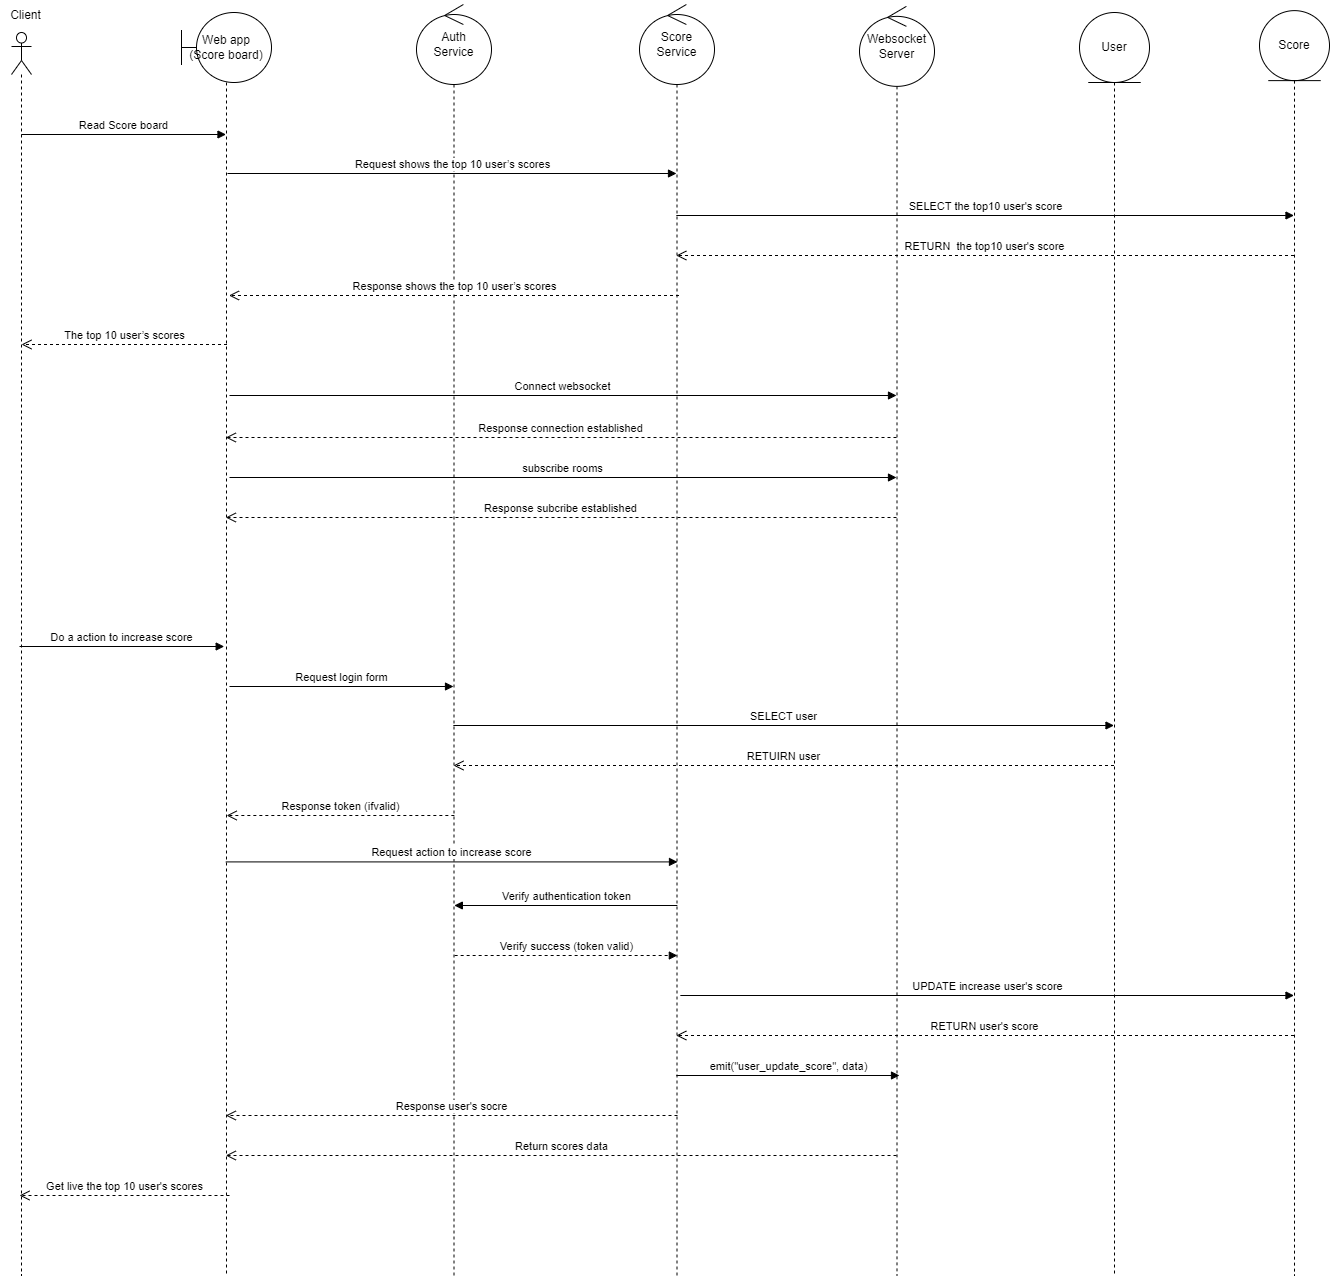 Client
Web app
(Score board)
Auth
Service
Score
Service
Websocket
Server
User
Score
Read Score board
Request shows the top 10 user's scores
SELECT the top10 user's score
RETURN  the top10 user's score
Response shows the top 10 user's scores
The top 10 user's scores
Connect websocket
Response connection established
subscribe rooms
Response subcribe established
Do a action to increase score
Request login form
SELECT user
RETUIRN user
Response token (ifvalid)
Request action to increase score
Verify authentication token
Verify success (token valid)
UPDATE increase user's score
RETURN user's score
emit("user_update_score", data)
Response user's socre
Return scores data
Get live the top 10 user's scores